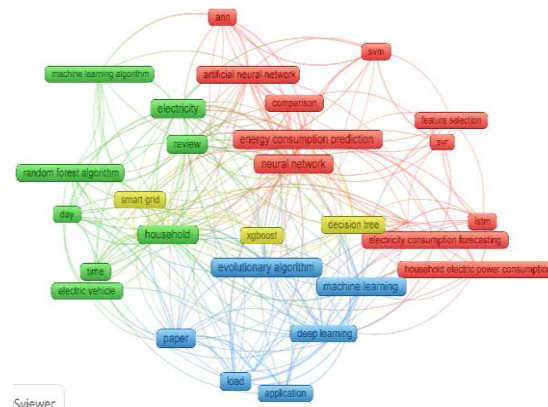 ann
svm
machine learning algorithm
artificial neural network
electricity
comparison
feature selection
review
energy consumption prediction
svr
neural network
random forest algorithm
smart grid
day
decision tree
lstm
household
xgboost
electricity consumption forecasting
time
evolutionary algorithm
household electric power consumption
electric vehicle
machine learning
paper
deep learning
load
application